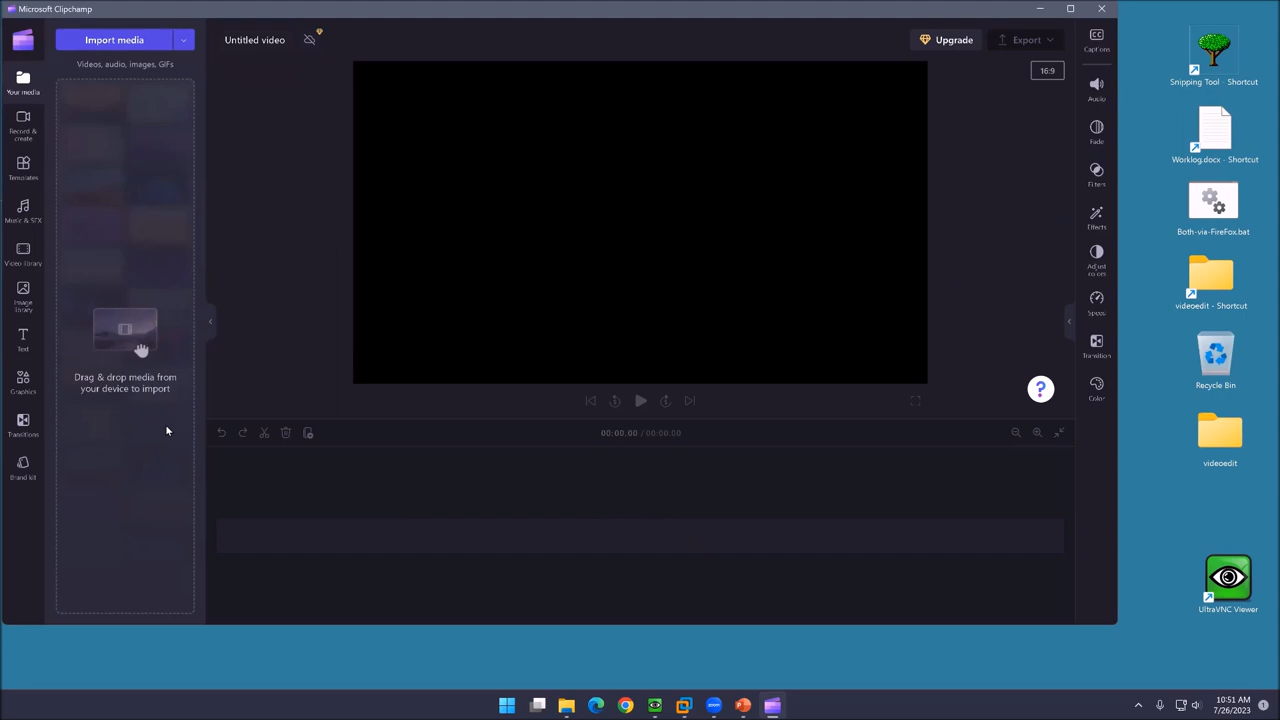 Microsoft Clipchamp
Import media
Videos, audio, images, GIFs
Your media
Record &
create
Templates
Music & SFX
Video library
Image
library
Text
Graphics
Transitions
Brand kit
Drag & drop media from
your device to import
Untitled video
Upgrade
Export
16:9
?
00:00.00 / 00:00.00
CC
Captions
Audio
Fade
Filters
Effects
Adjust
colors
Speed
Transition
Color
Snipping Tool - Shortcut
Worklog.docx - Shortcut
Both-via-FireFox.bat
videoedit - Shortcut
Recycle Bin
videoedit
UltraVNC Viewer
zoom
10:51 AM
7/26/2023
1